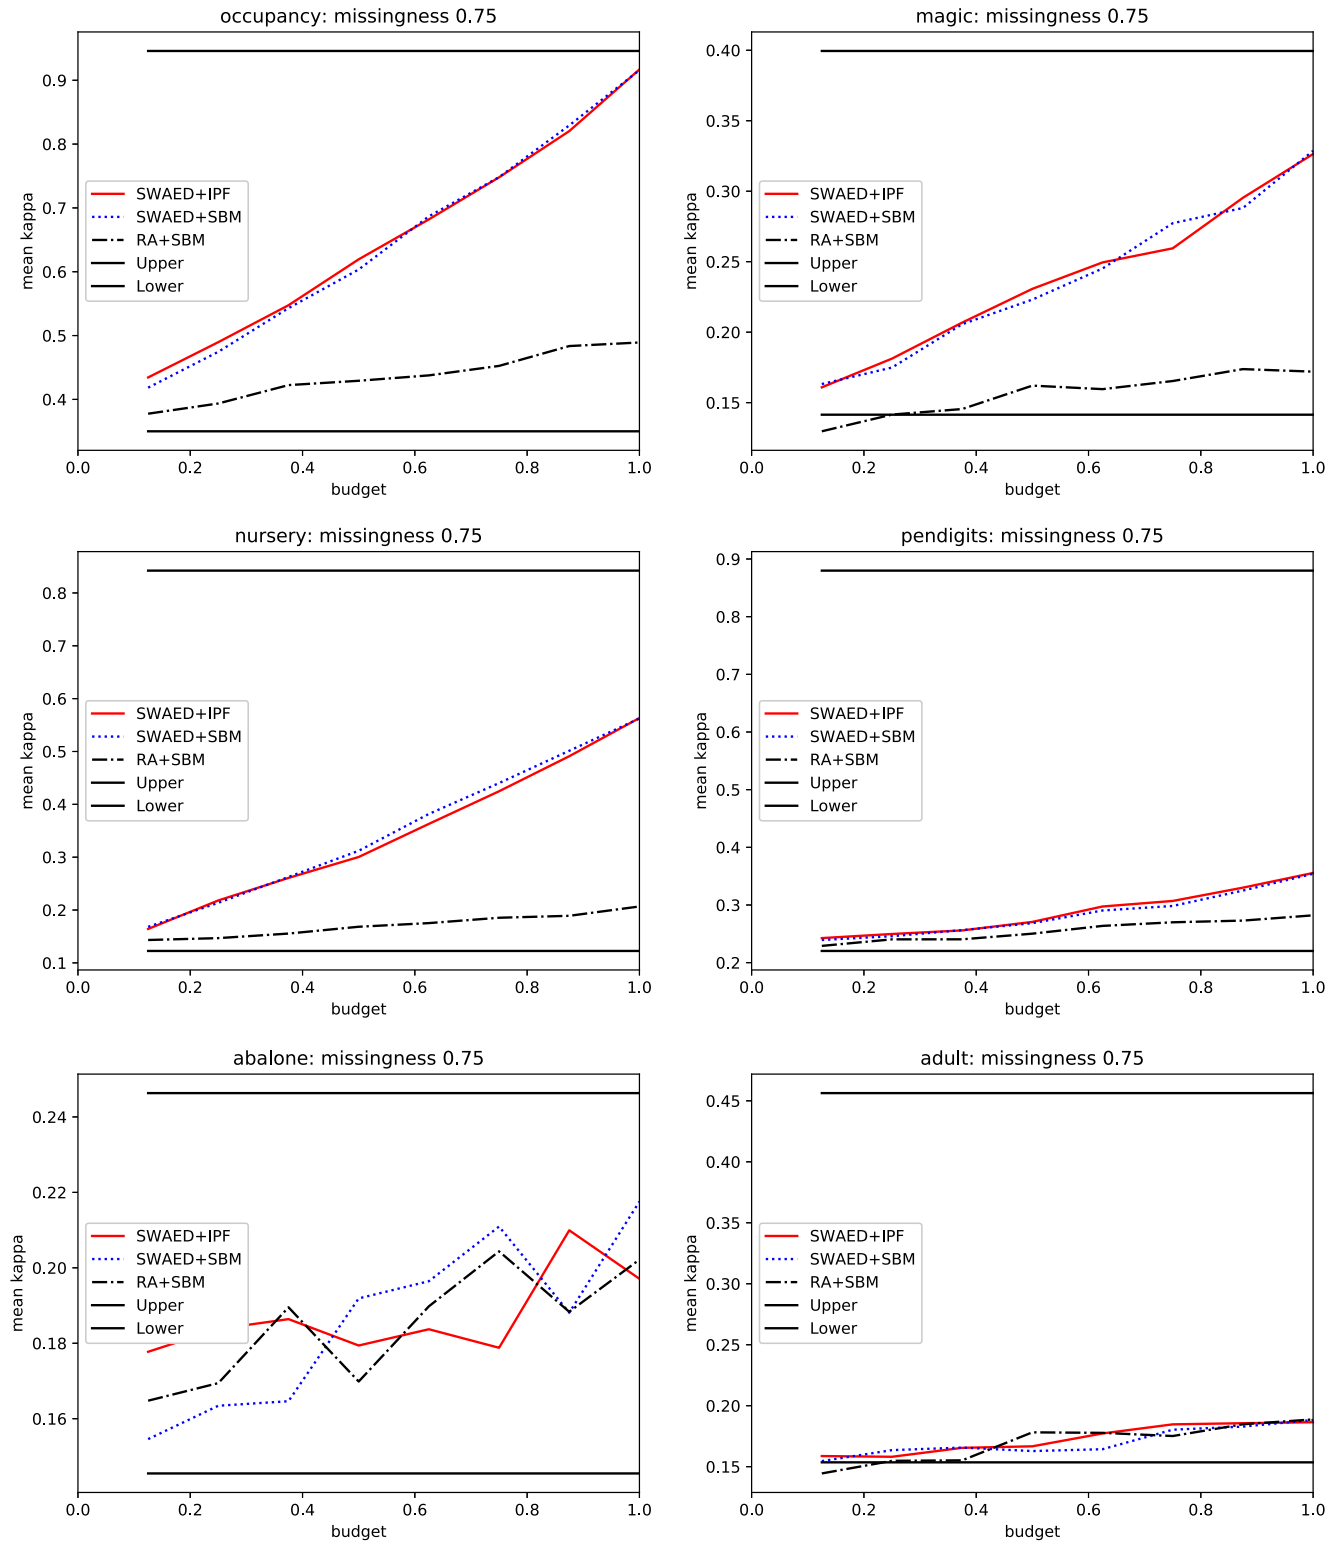 occupancy: missingness 0.75
mean kappa
0.9
0.8
0.7
0.6
0.5
0.4
SWAED+IPF
SWAED+SBM
RA+SBM
Upper
Lower
0.0 0.2 0.4 0.6 0.8 1.0
budget
magic: missingness 0.75
mean kappa
0.40
0.35
0.30
0.25
0.20
0.15
SWAED+IPF
SWAED+SBM
RA+SBM
Upper
Lower
0.0 0.2 0.4 0.6 0.8 1.0
budget
nursery: missingness 0.75
mean kappa
0.8
0.7
0.6
0.5
0.4
0.3
0.2
0.1
SWAED+IPF
SWAED+SBM
RA+SBM
Upper
Lower
0.0 0.2 0.4 0.6 0.8 1.0
budget
pendigits: missingness 0.75
mean kappa
0.9
0.8
0.7
0.6
0.5
0.4
0.3
0.2
SWAED+IPF
SWAED+SBM
RA+SBM
Upper
Lower
0.0 0.2 0.4 0.6 0.8 1.0
budget
abalone: missingness 0.75
mean kappa
0.24
0.22
0.20
0.18
0.16
SWAED+IPF
SWAED+SBM
RA+SBM
Upper
Lower
0.0 0.2 0.4 0.6 0.8 1.0
budget
adult: missingness 0.75
mean kappa
0.45
0.40
0.35
0.30
0.25
0.20
0.15
SWAED+IPF
SWAED+SBM
RA+SBM
Upper
Lower
0.0 0.2 0.4 0.6 0.8 1.0
budget